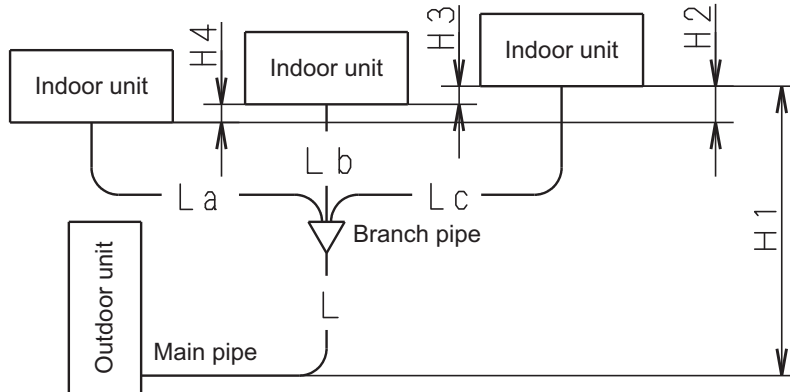 H4
H3
H2
Indoor unit
Indoor unit
Indoor unit
Lb
La
Lc
Branch pipe
H1
Outdoor unit
L
Main pipe